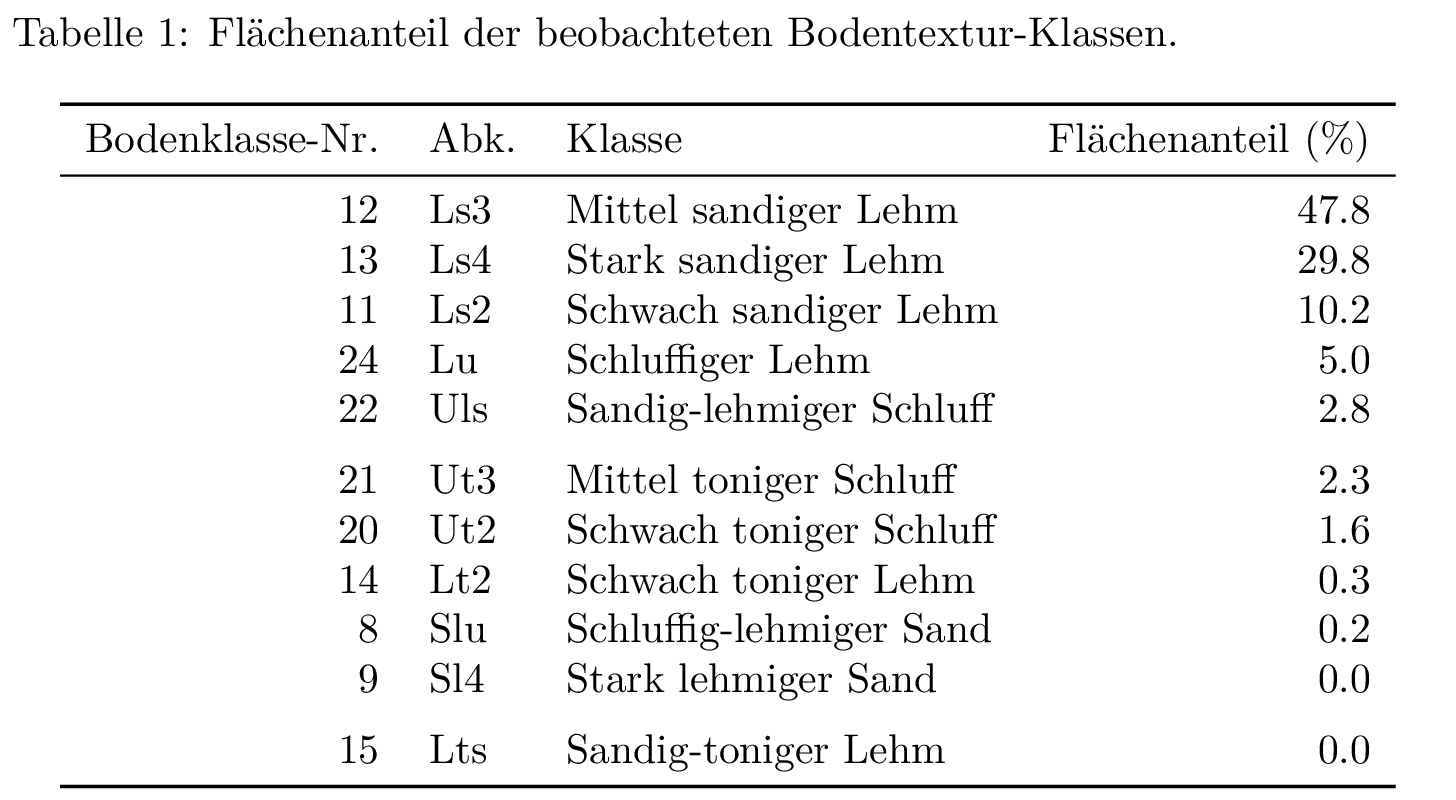 Tabelle 1: Flächenanteil der beobachteten Bodentextur-Klassen.
Bodenklasse-Nr. Abk. Klasse Flächenanteil (%)
12 Ls3 Mittel sandiger Lehm 47.8
13 Ls4 Stark sandiger Lehm 29.8
11 Ls2 Schwach sandiger Lehm 10.2
24 Lu Schluffiger Lehm 5.0
22 Uls Sandig-lehmiger Schluff 2.8
21 Ut3 Mittel toniger Schluff 2.3
20 Ut2 Schwach toniger Schluff 1.6
14 Lt2 Schwach toniger Lehm 0.3
8 Slu Schluffig-lehmiger Sand 0.2
9 Sl4 Stark lehmiger Sand 0.0
15 Lts Sandig-toniger Lehm 0.0